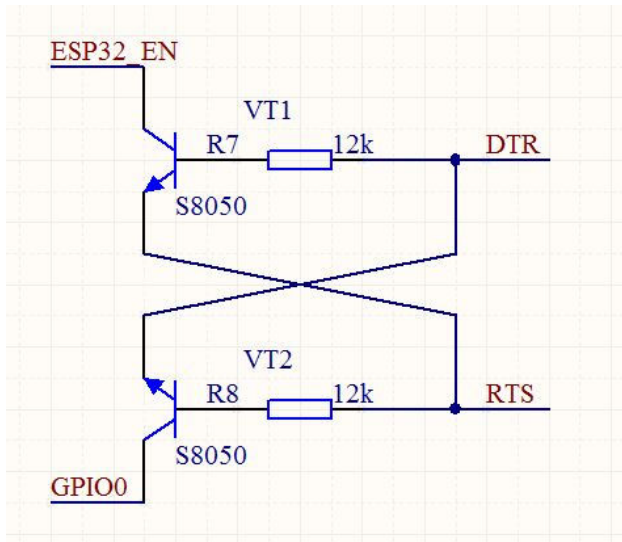 ESP32_EN
VT1
R7 12k DTR
S8050
VT2
R8 12k RTS
S8050
GPIO0